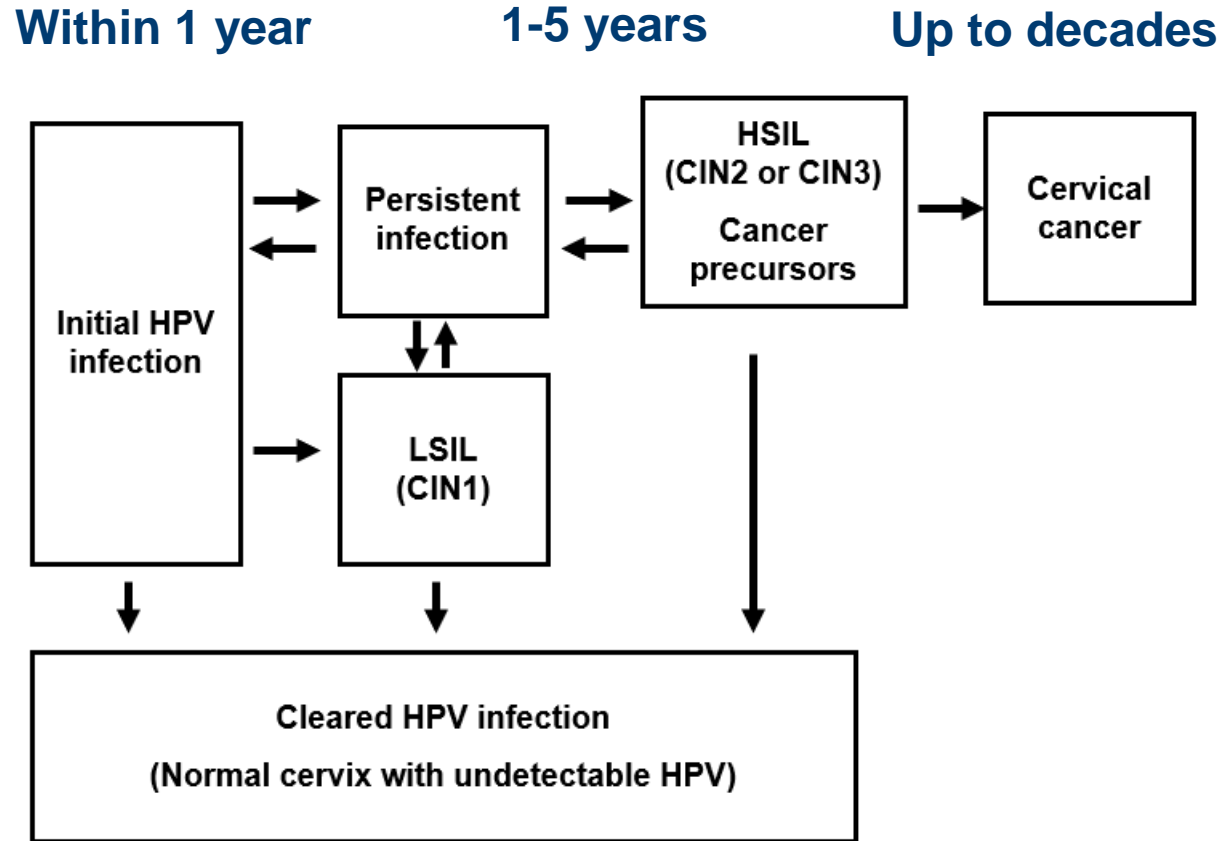 Within 1 year
1-5 years
Up to decades
Initial HPV
infection
Persistent
infection
LSIL
(CIN1)
HSIL
(CIN2 or CIN3)
Cancer
precursors
Cervical
cancer
Cleared HPV infection
(Normal cervix with undetectable HPV)